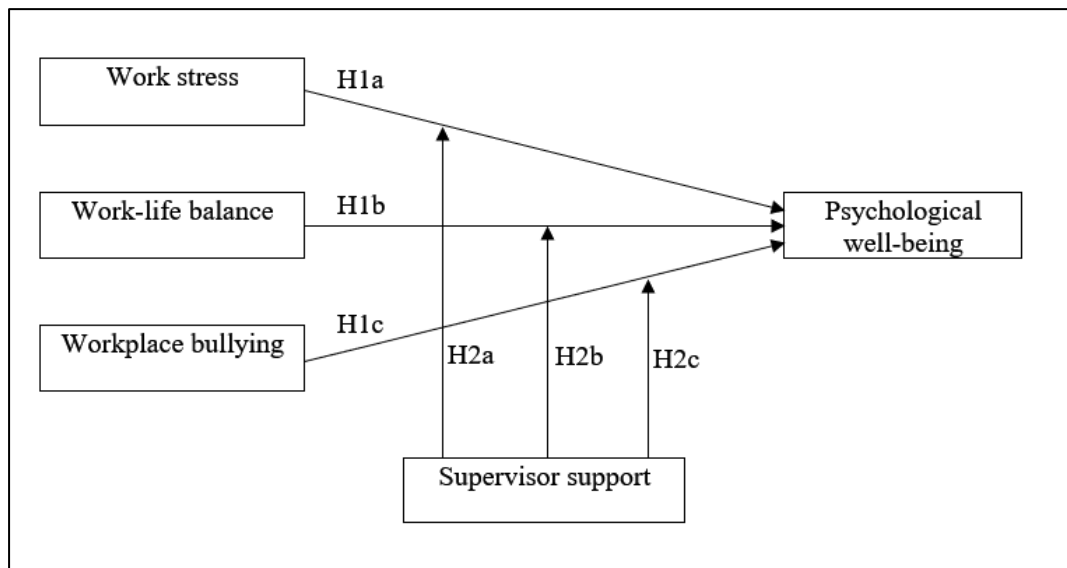 Work stress
H1a
Work-life balance
H1b
Psychological
well-being
Workplace bullying
H1c
H2a
H2b
H2c
Supervisor support